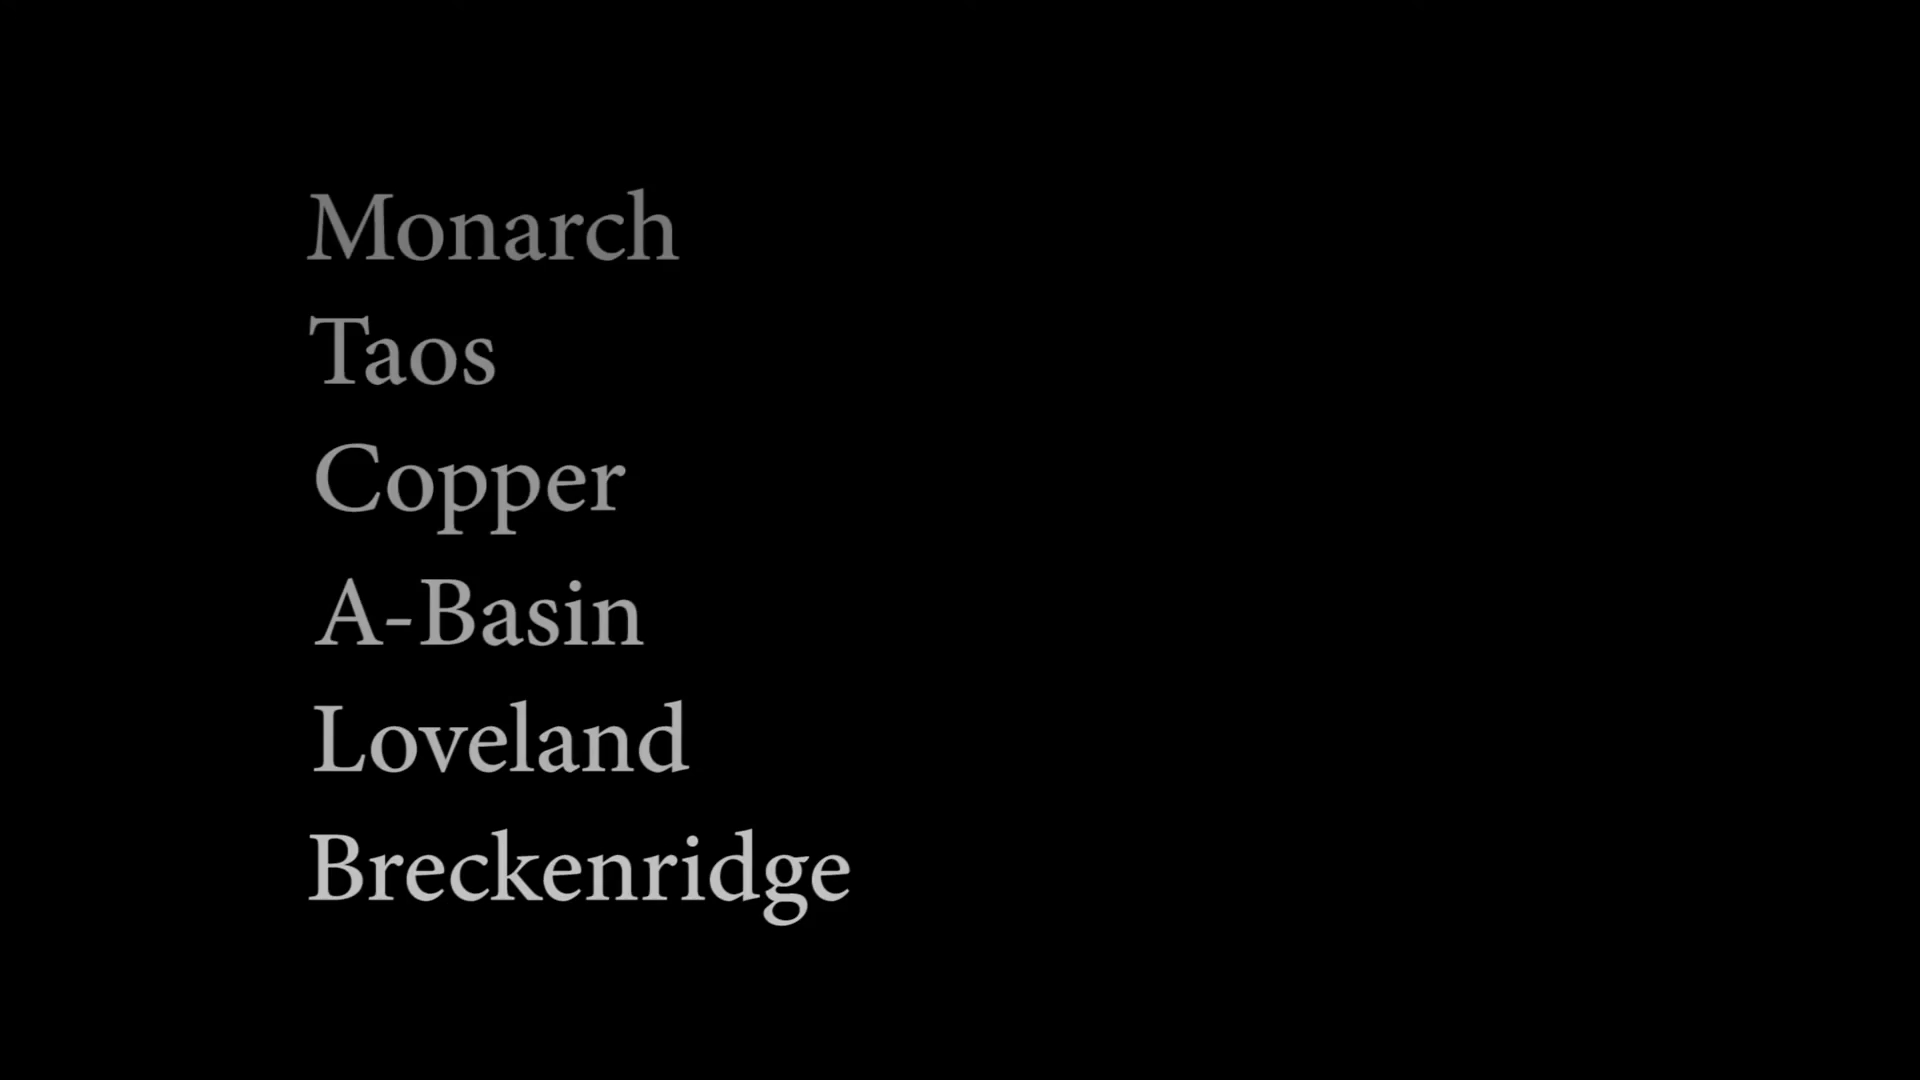 Monarch
Taos
Copper
A-Basin
Loveland
Breckenridge